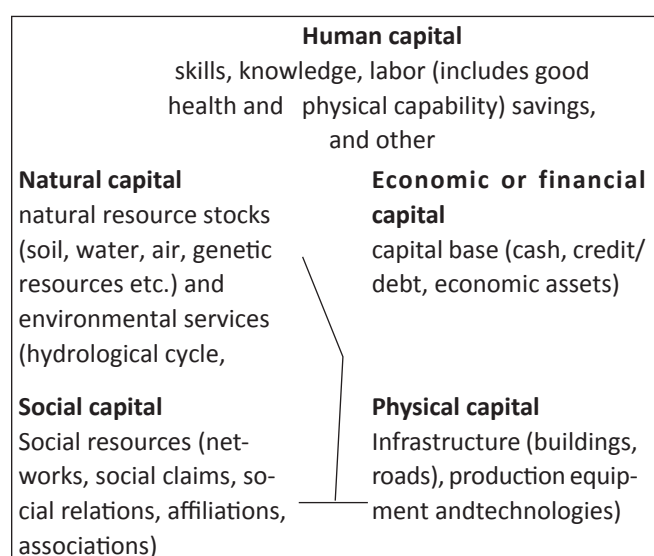 Human capital
skills, knowledge, labor (includes good
health and physical capability) savings,
and other
Natural capital
natural resource stocks
(soil, water, air, genetic
resources etc.) and
environmental services
(hydrological cycle,
Economic or financial
capital
capital base (cash, credit/
debt, economic assets)
Social capital
Social resources (net-
works, social claims, so-
cial relations, affiliations,
associations)
Physical capital
Infrastructure (buildings,
roads), production equip-
ment andtechnologies)